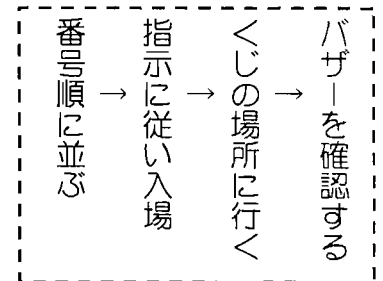 番号順に並ぶ
→
指示に従い入場
→
くじの場所に行く
→
バザーを確認する